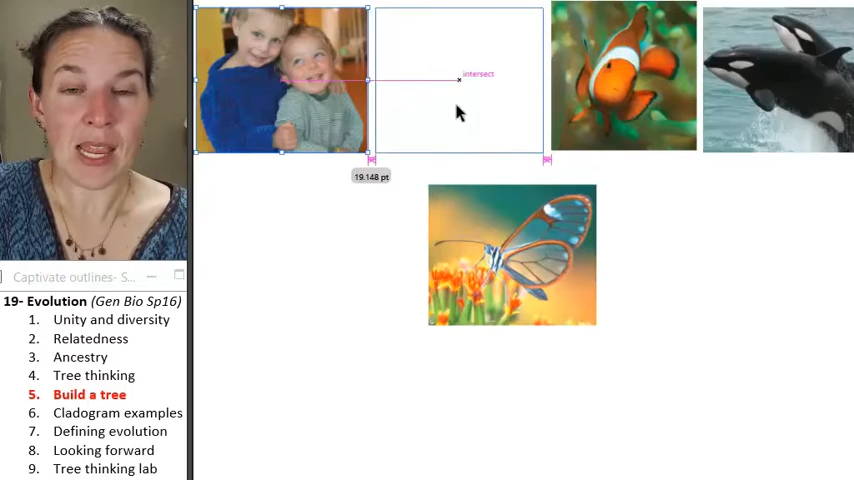 intersect
19.148 pt
Captivate outlines- S...
19- Evolution (Gen Bio Sp16)
1. Unity and diversity
2. Relatedness
3. Ancestry
4. Tree thinking
5. Build a tree
6. Cladogram examples
7. Defining evolution
8. Looking forward
9. Tree thinking lab